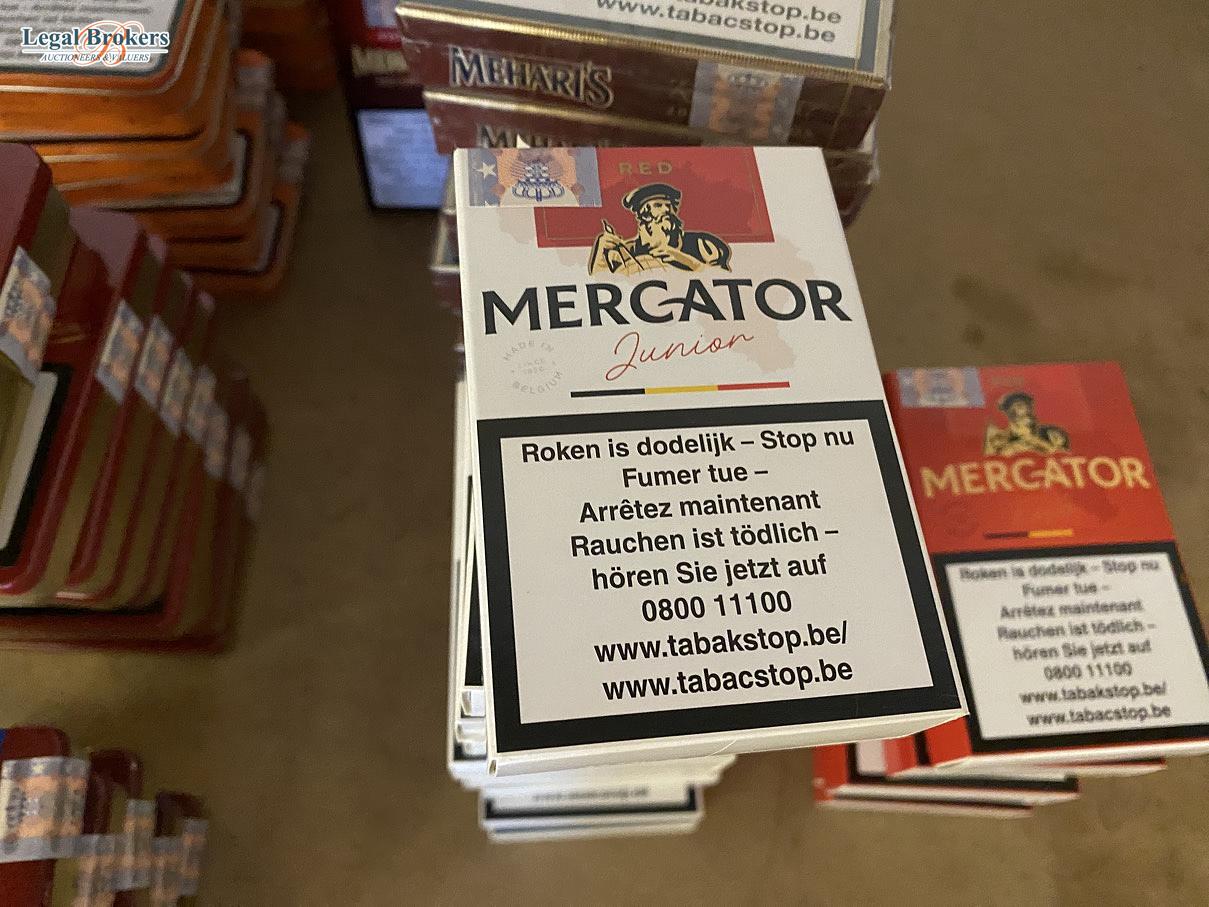 Legal Brokers
AUCTIONEERS & VALUERS
www.tabakstop.be
www.tabacstop.be
MEHARI'S
RED
MERCATOR
Junior
MADE IN
BELGIUM
Roken is dodelijk – Stop nu
Fumer tue –
Arrêtez maintenant
Rauchen ist tödlich –
hören Sie jetzt auf
0800 11100
www.tabakstop.be/
www.tabacstop.be
MERCATOR
Roken is dodelijk – Stop nu
Fumer tue –
Arrêtez maintenant
Rauchen ist tödlich –
hören Sie jetzt auf
0800 11100
www.tabakstop.be/
www.tabacstop.be